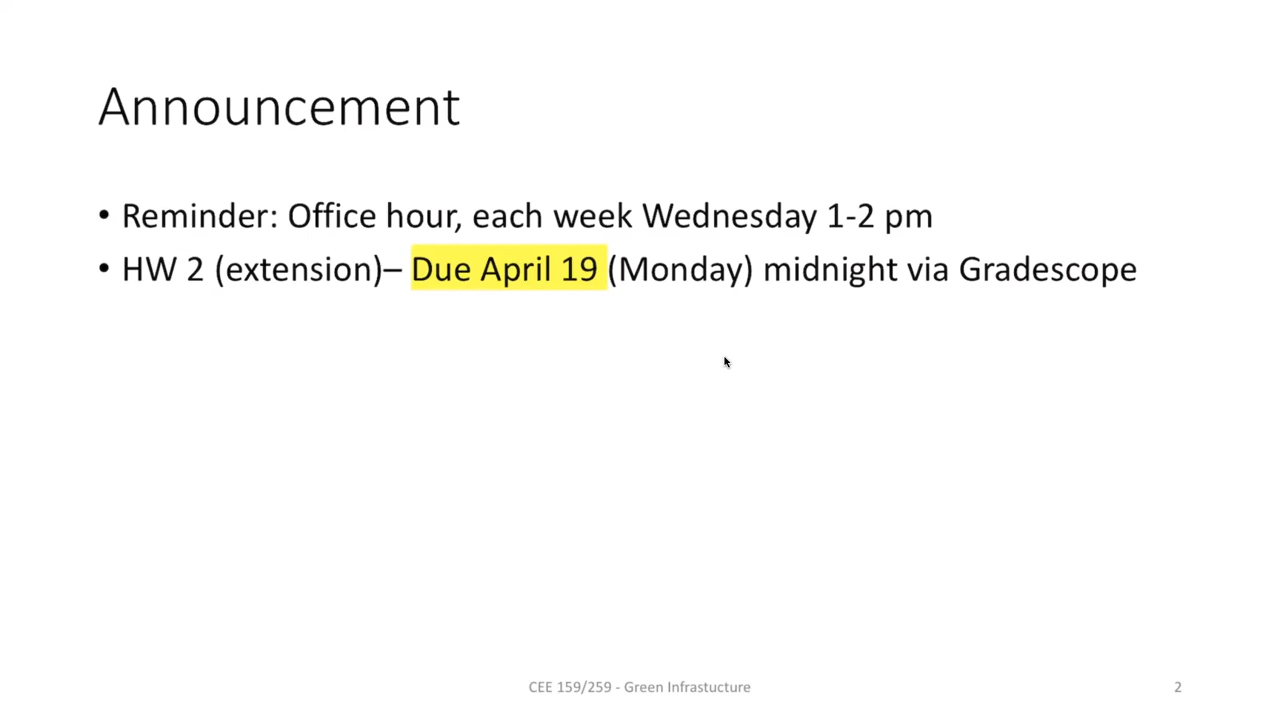 Announcement
• Reminder: Office hour, each week Wednesday 1-2 pm
• HW 2 (extension)– Due April 19 (Monday) midnight via Gradescope
CEE 159/259 - Green Infrastucture
2